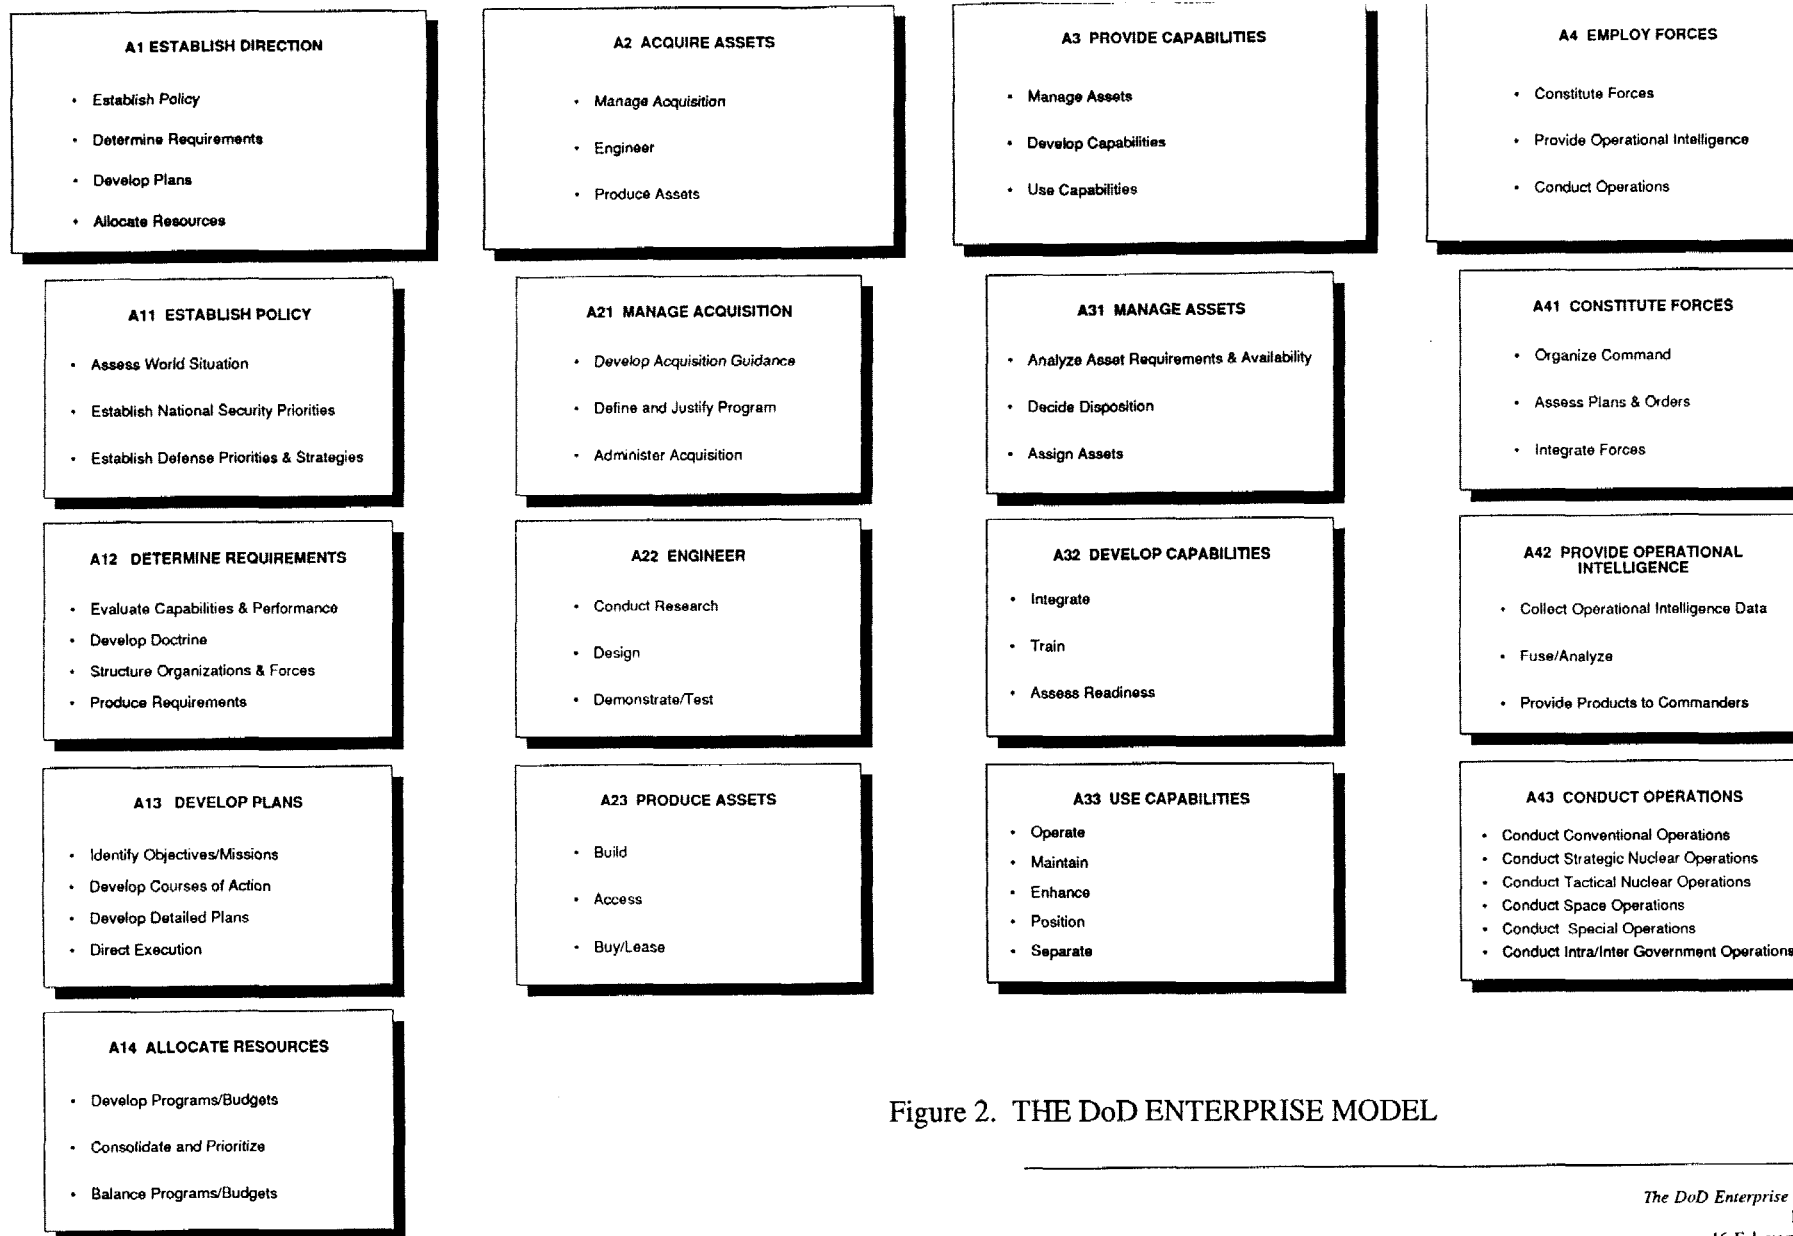 A1 ESTABLISH DIRECTION
• Establish Policy
• Determine Requirements
• Develop Plans
• Allocate Resources
A2 ACQUIRE ASSETS
• Manage Acquisition
• Engineer
• Produce Assets
A3 PROVIDE CAPABILITIES
• Manage Assets
• Develop Capabilities
• Use Capabilities
A4 EMPLOY FORCES
• Constitute Forces
• Provide Operational Intelligence
• Conduct Operations
A11 ESTABLISH POLICY
• Assess World Situation
• Establish National Security Priorities
• Establish Defense Priorities & Strategies
A21 MANAGE ACQUISITION
• Develop Acquisition Guidance
• Define and Justify Program
• Administer Acquisition
A31 MANAGE ASSETS
• Analyze Asset Requirements & Availability
• Decide Disposition
• Assign Assets
A41 CONSTITUTE FORCES
• Organize Command
• Assess Plans & Orders
• Integrate Forces
A12 DETERMINE REQUIREMENTS
• Evaluate Capabilities & Performance
• Develop Doctrine
• Structure Organizations & Forces
• Produce Requirements
A22 ENGINEER
• Conduct Research
• Design
• Demonstrate/Test
A32 DEVELOP CAPABILITIES
• Integrate
• Train
• Assess Readiness
A42 PROVIDE OPERATIONAL
INTELLIGENCE
• Collect Operational Intelligence Data
• Fuse/Analyze
• Provide Products to Commanders
A13 DEVELOP PLANS
• Identify Objectives/Missions
• Develop Courses of Action
• Develop Detailed Plans
• Direct Execution
A23 PRODUCE ASSETS
• Build
• Access
• Buy/Lease
A33 USE CAPABILITIES
• Operate
• Maintain
• Enhance
• Position
• Separate
A43 CONDUCT OPERATIONS
• Conduct Conventional Operations
• Conduct Strategic Nuclear Operations
• Conduct Tactical Nuclear Operations
• Conduct Space Operations
• Conduct Special Operations
• Conduct Intra/Inter Government Operations
A14 ALLOCATE RESOURCES
• Develop Programs/Budgets
• Consolidate and Prioritize
• Balance Programs/Budgets
Figure 2. THE DoD ENTERPRISE MODEL
The DoD Enterprise